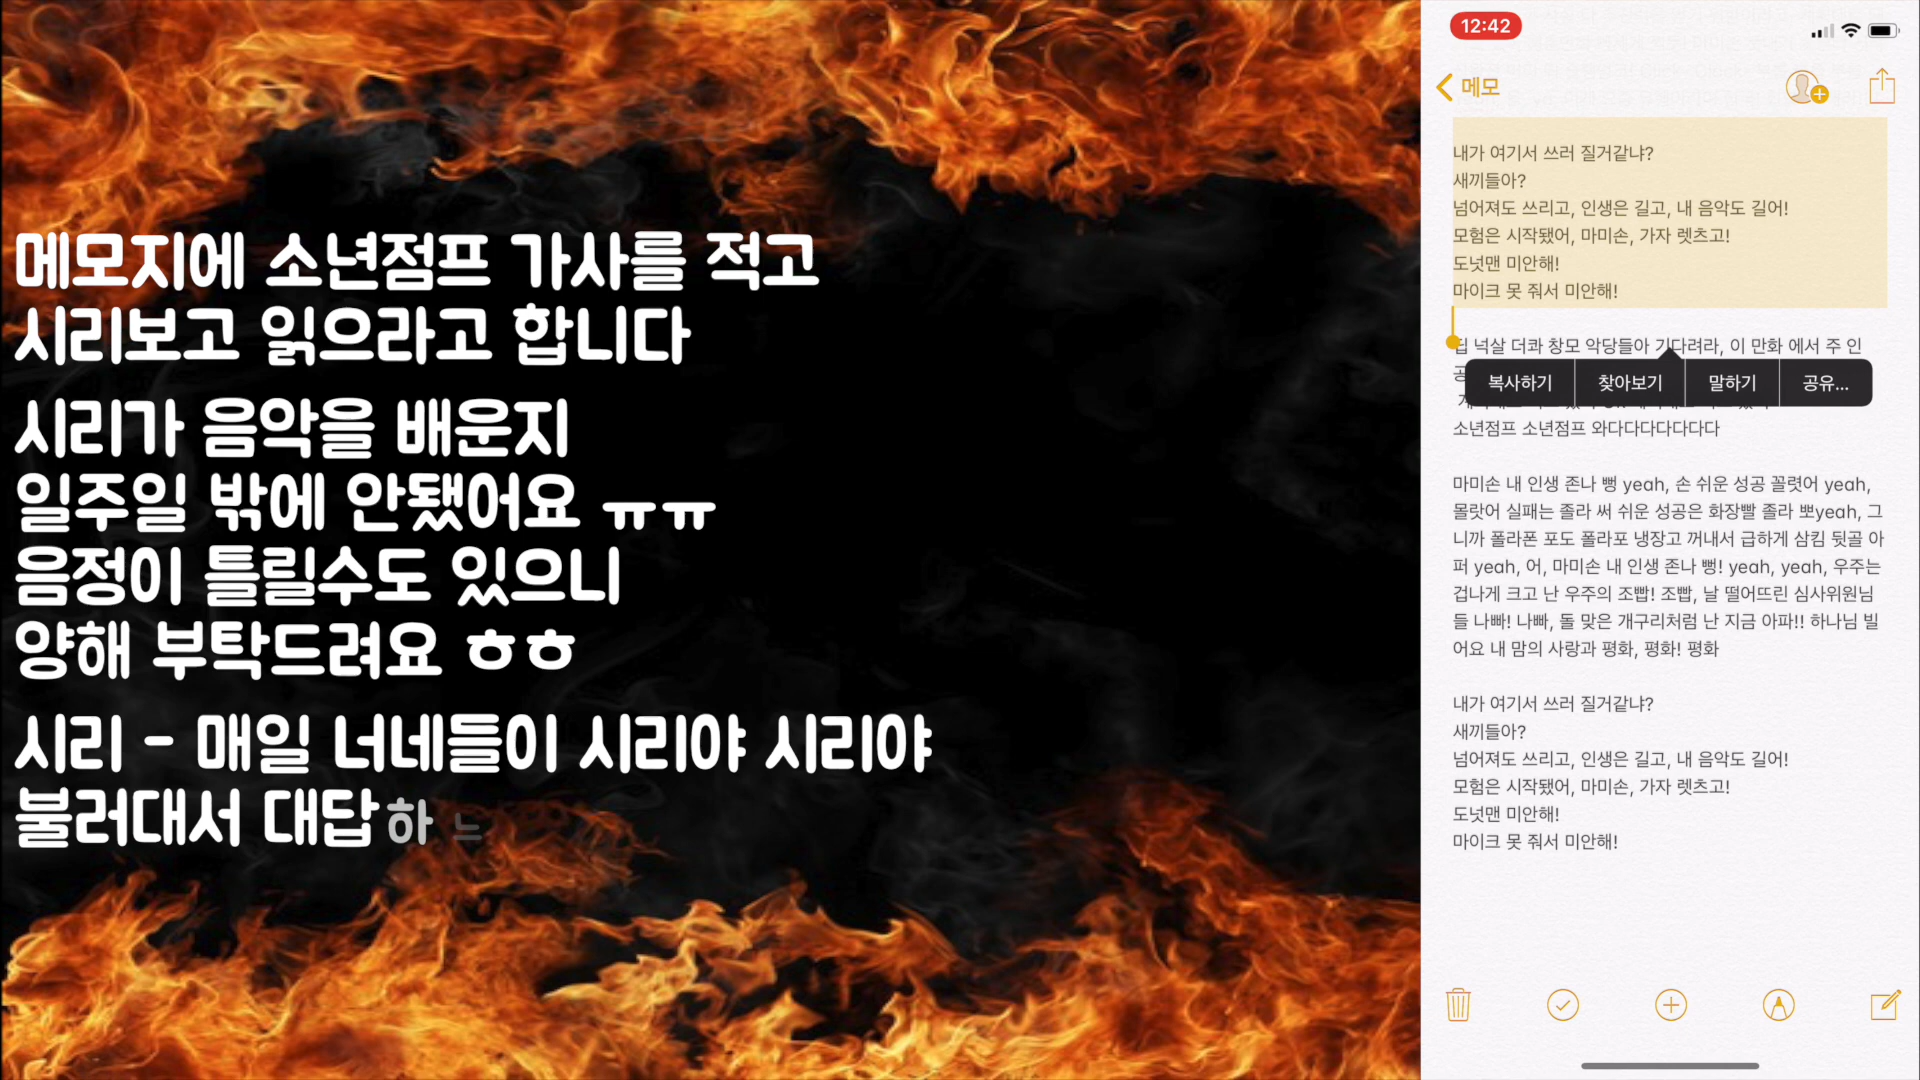 메모지에 소년점프 가사를 적고
시리보고 읽으라고 합니다
시리가 음악을 배운지
일주일 밖에 안됐어요 ㅠㅠ
음정이 틀릴수도 있으니
양해 부탁드려요 ㅎㅎ
시리 - 매일 너네들이 시리야 시리야
불러대서 대답하 느
12:42
메모
내가 여기서 쓰러 질거같냐?
새끼들아?
넘어져도 쓰리고, 인생은 길고, 내 음악도 길어!
모험은 시작됐어, 마미손, 가자 렛츠고!
도넛맨 미안해!
마이크 못 줘서 미안해!
딥 넉살 더콰 창모 악당들아 기다려라, 이 만화 에서 주 인
공
복사하기 찾아보기 말하기 공유...
소년점프 소년점프 와다다다다다다다
마미손 내 인생 존나 뻥 yeah, 손 쉬운 성공 꼴렷어 yeah,
몰랏어 실패는 졸라 써 쉬운 성공은 화장빨 졸라 뽀yeah, 그
니까 폴라폰 포도 폴라포 냉장고 꺼내서 급하게 삼킴 뒷골 아
퍼 yeah, 어, 마미손 내 인생 존나 뻥! yeah, yeah, 우주는
겁나게 크고 난 우주의 조빱! 조빱, 날 떨어뜨린 심사위원님
들 나빠! 나빠, 돌 맞은 개구리처럼 난 지금 아파!! 하나님 빌
어요 내 맘의 사랑과 평화, 평화! 평화
내가 여기서 쓰러 질거같냐?
새끼들아?
넘어져도 쓰리고, 인생은 길고, 내 음악도 길어!
모험은 시작됐어, 마미손, 가자 렛츠고!
도넛맨 미안해!
마이크 못 줘서 미안해!